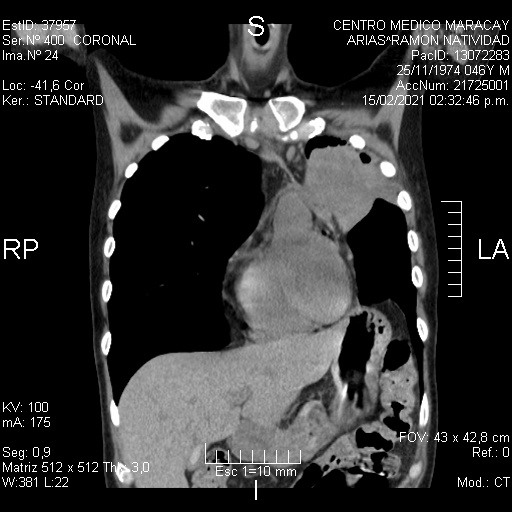 EstID: 37957
Ser.Nº 400 CORONAL
Ima.Nº 24
Loc: -41,6 Cor
Ker.: STANDARD
S
CENTRO MEDICO MARACAY
ARIAS^RAMON NATIVIDAD
PacID: 13072283
25/11/1974 046Y M
AccNum: 21725001
15/02/2021 02:32:46 p.m.
RP
LA
KV: 100
mA: 175
Seg: 0,9
Matriz 512 x 512 Thk 3,0
W:381 L:22
Esc 1=10 mm
I
FOV: 43 x 42,8 cm
Ref.: 0
Mod.: CT